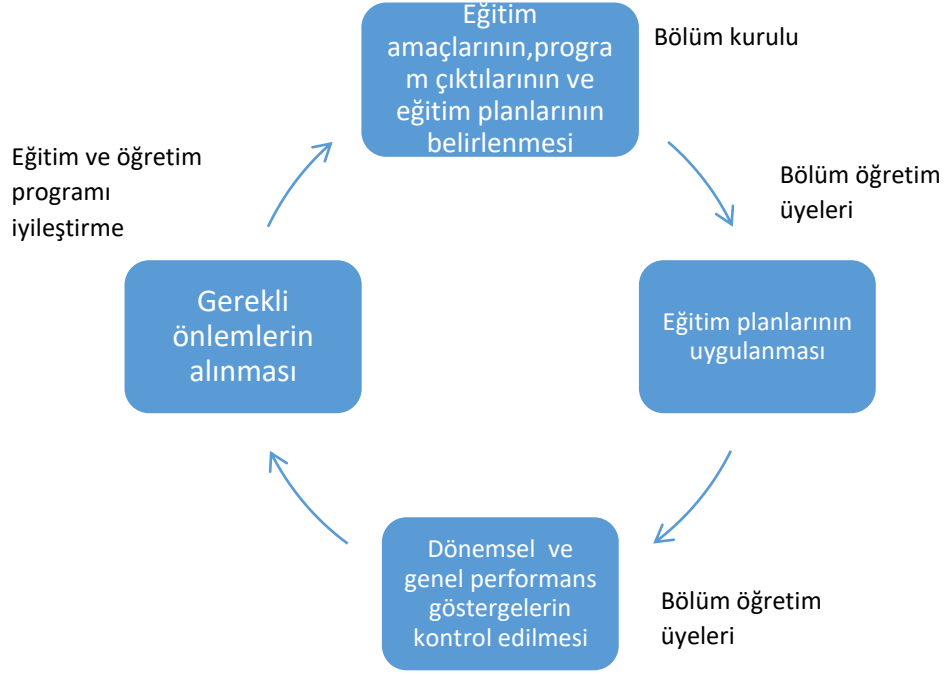 Eğitim
amaçlarının,progra
m çıktılarının ve
eğitim planlarının
belirlenmesi
Bölüm kurulu
Bölüm öğretim
üyeleri
Eğitim planlarının
uygulanması
Dönemsel ve
genel performans
göstergelerin
kontrol edilmesi
Bölüm öğretim
üyeleri
Gerekli
önlemlerin
alınması
Eğitim ve öğretim
programı
iyileştirme